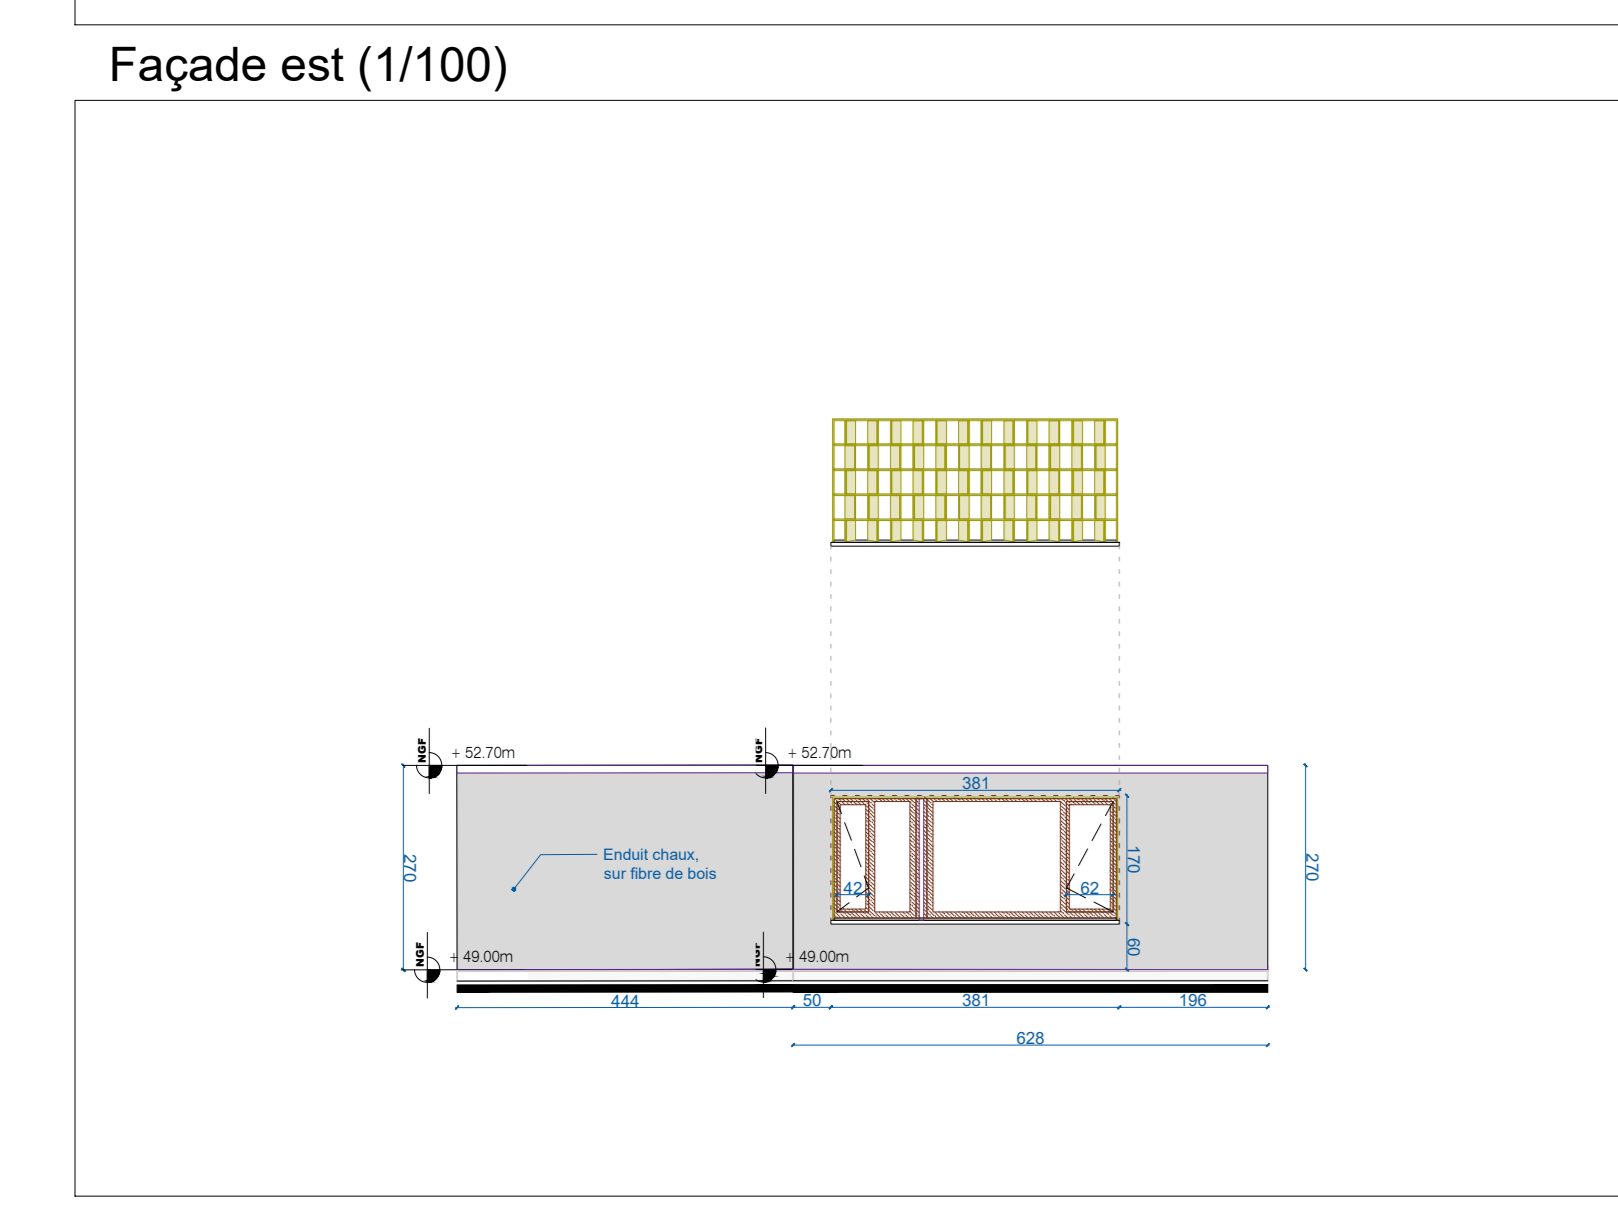 Façade est (1/100)
NGF
+ 52.70m
NGF
+ 52.70m
381
270
Enduit chaux,
sur fibre de bois
42
62
170
270
60
NGF
+ 49.00m
NGF
+ 49.00m
444
50
381
196
628